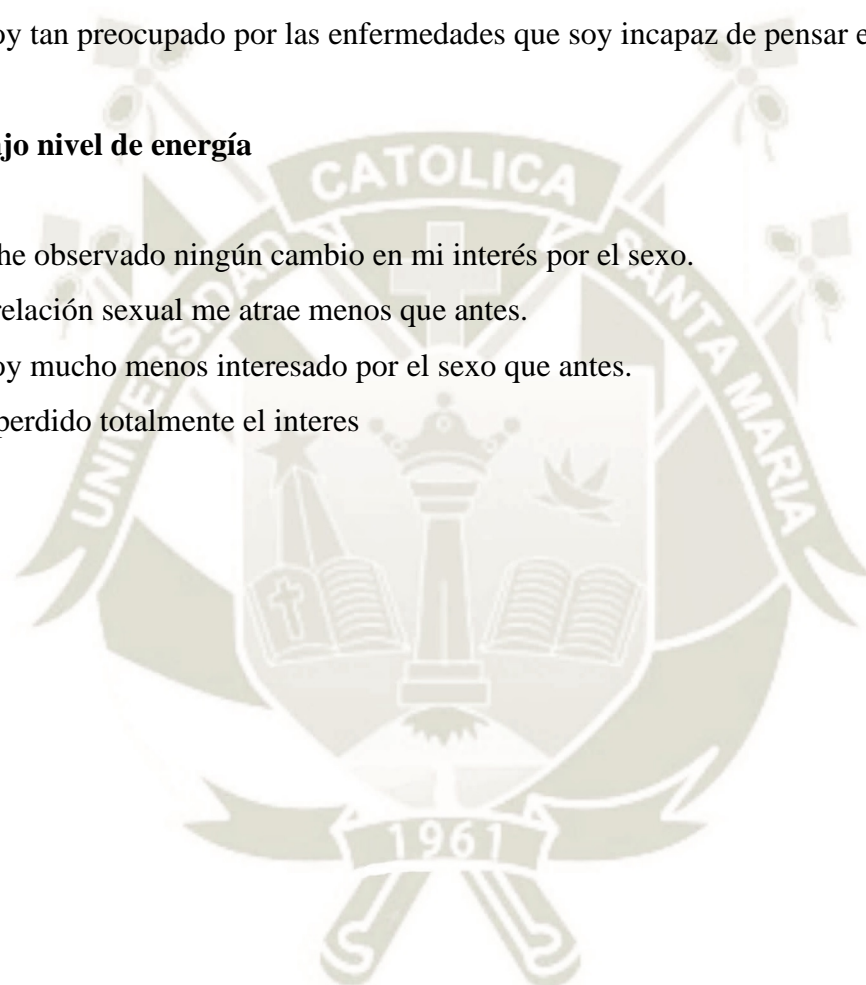 oy tan preocupado por las enfermedades que soy incapaz de pensar e
jo nivel de energía
he observado ningún cambio en mi interés por el sexo.
relación sexual me atrae menos que antes.
oy mucho menos interesado por el sexo que antes.
perdido totalmente el interes
UNIVERSIDAD CATOLICA SANTA MARIA
1961